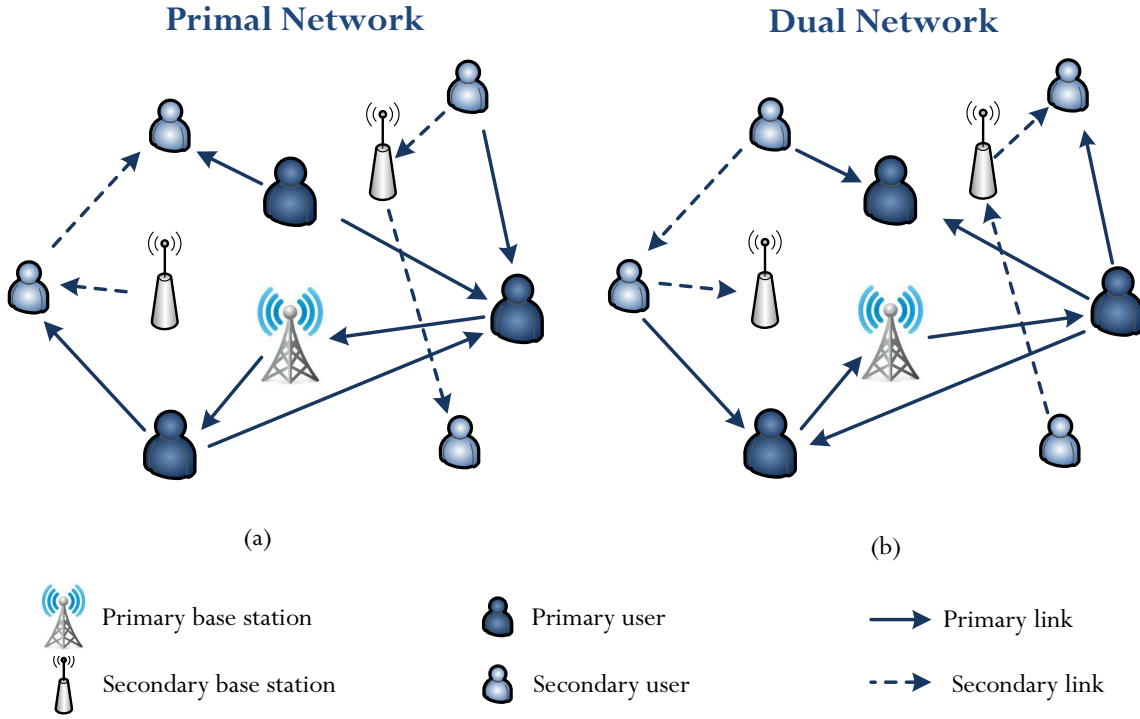 Primal Network
Dual Network
(a)
(b)
Primary base station
Primary user
Primary link
Secondary base station
Secondary user
Secondary link